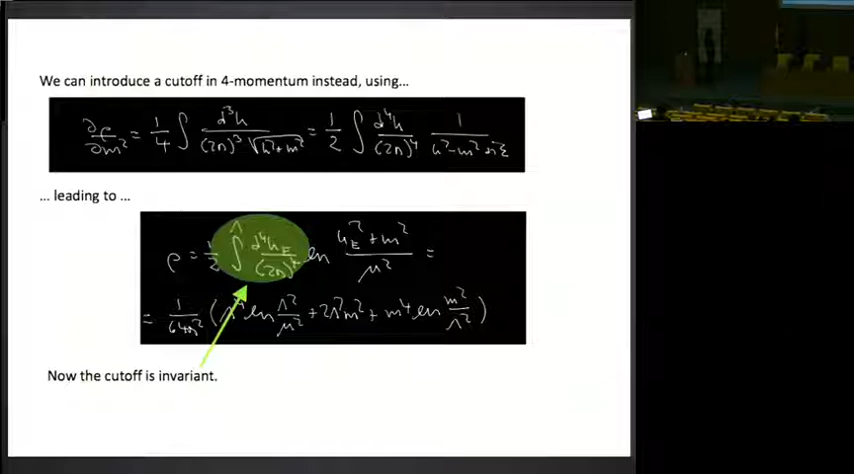 We can introduce a cutoff in 4-momentum instead, using...
∂ρ/∂m² = 1/4 ∫ d³k/((2π)³ √(k²+m²)) = 1/2 ∫ d⁴k/(2π)⁴ 1/(k²-m²+iε)
... leading to ...
ρ = 1/2 ∫^Λ d⁴k_E/(2π)⁴ ln (k_E²+m²)/μ² =
= 1/(64π²) (Λ⁴ ln Λ²/μ² + 2Λ²m² + m⁴ ln m²/Λ²)
Now the cutoff is invariant.